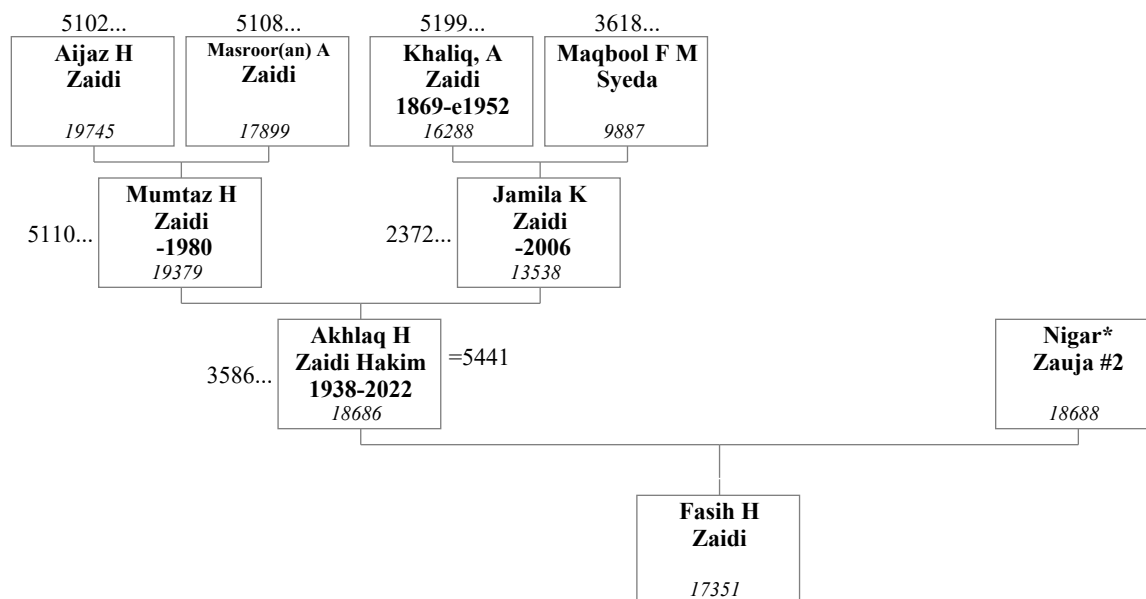 5102...
5108...
5199...
3618...
Aijaz H
Zaidi
19745
Masroor(an) A
Zaidi
17899
Khaliq, A
Zaidi
1869-e1952
16288
Maqbool F M
Syeda
9887
5110...
Mumtaz H
Zaidi
-1980
19379
2372...
Jamila K
Zaidi
-2006
13538
3586...
Akhlaq H
Zaidi Hakim
1938-2022
18686
=5441
Nigar*
Zauja #2
18688
Fasih H
Zaidi
17351